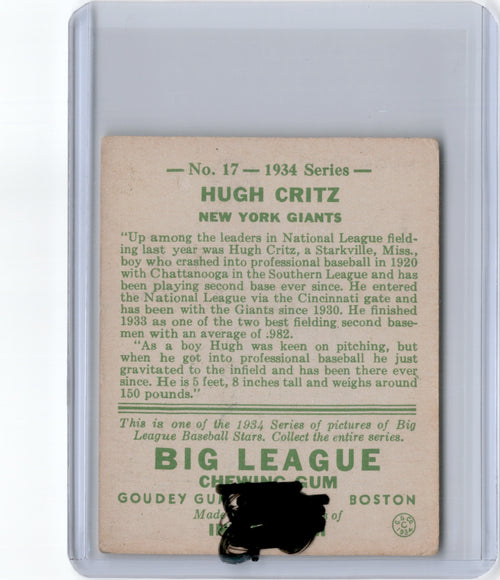 — No. 17 — 1934 Series —
HUGH CRITZ
NEW YORK GIANTS
"Up among the leaders in National League field-
ing last year was Hugh Critz, a Starkville, Miss.,
boy who crashed into professional baseball in 1920
with Chattanooga in the Southern League and has
been playing second base ever since. He entered
the National League via the Cincinnati gate and
has been with the Giants since 1930. He finished
1933 as one of the two best fielding second base-
men with an average of .982.
"As a boy Hugh was keen on pitching, but
when he got into professional baseball he just
gravitated to the infield and has been there ever
since. He is 5 feet, 8 inches tall and weighs around
150 pounds."
This is one of the 1934 Series of pictures of Big
League Baseball Stars. Collect the entire series.
BIG LEAGUE
CHEWING GUM
GOUDEY GUM BOSTON
Made of